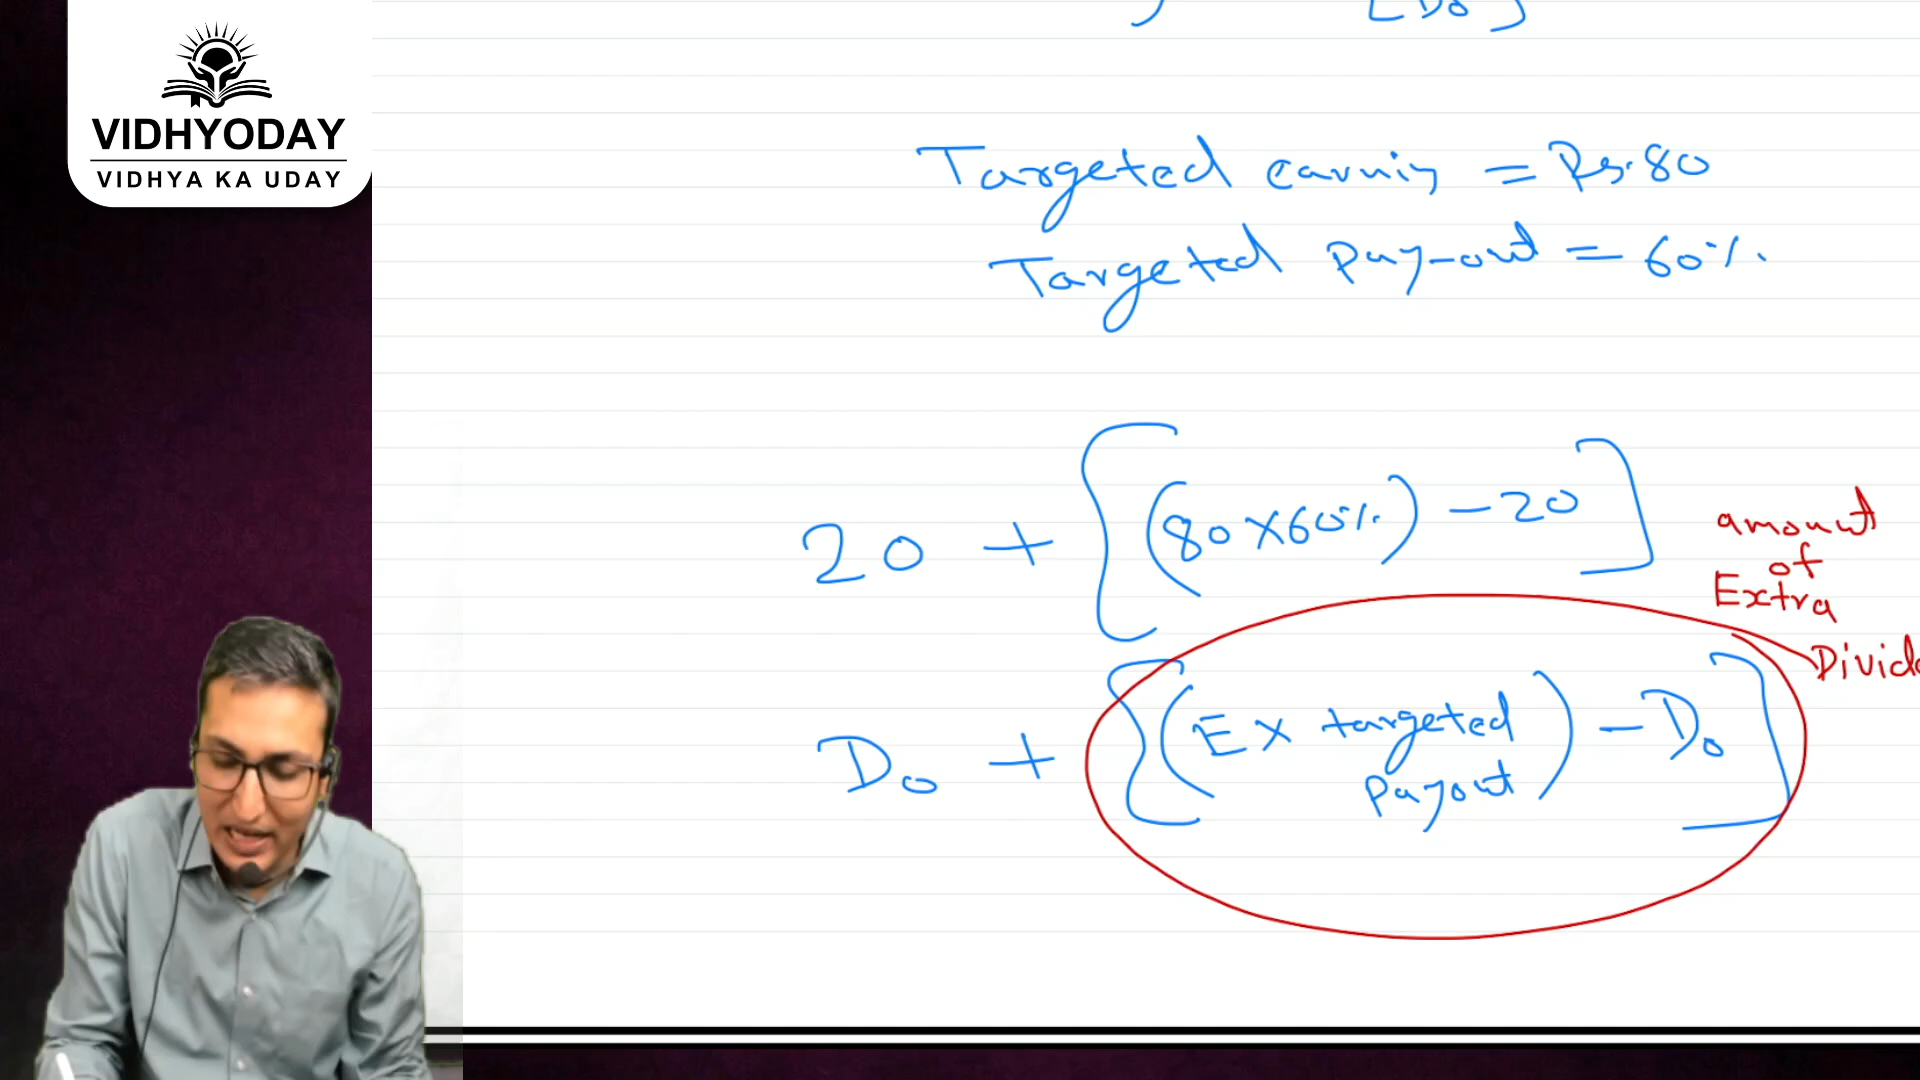 [D₀]
VIDHYODAY
VIDHYA KA UDAY
Targeted earning = Rs.80
Targeted Pay-out = 60%.
20 + [(80 X 60%.) - 20]
amount
of
Extra
Divid
D₀ + [(E X targeted Payout) - D₀]